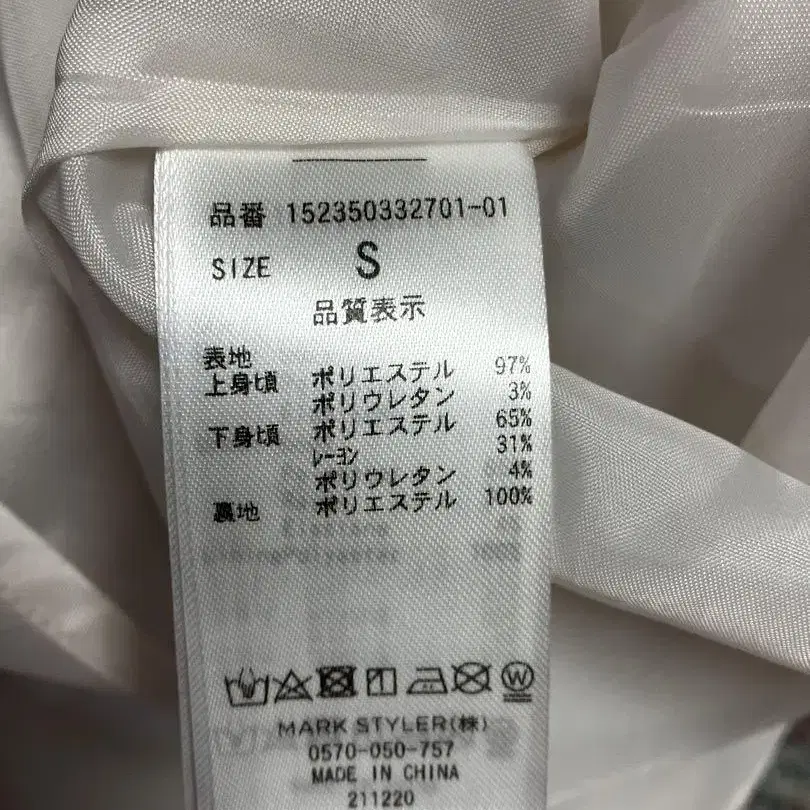 品番 152350332701-01
SIZE S
品質表示
表地
上身頃 ポリエステル 97%
ポリウレタン 3%
下身頃 ポリエステル 65%
レーヨン 31%
ポリウレタン 4%
裏地 ポリエステル 100%
MARK STYLER(株)
0570-050-757
MADE IN CHINA
211220